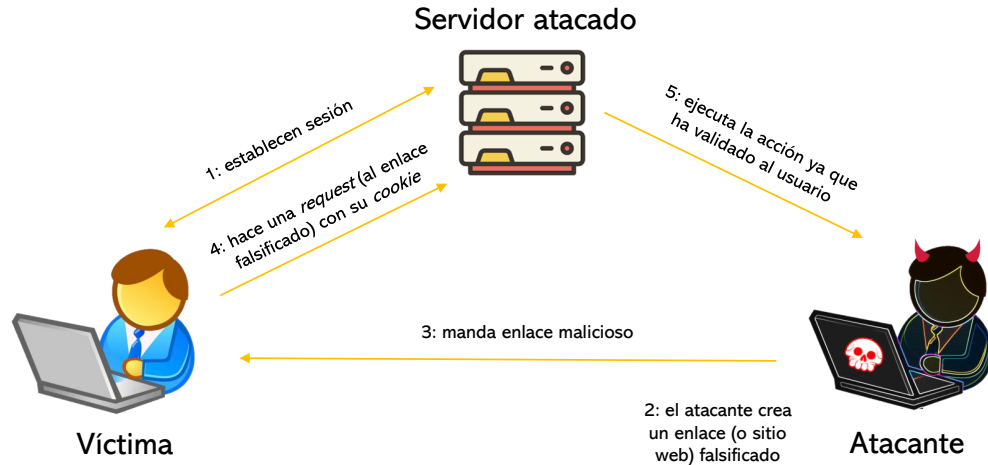 Servidor atacado
1: establecen sesión
4: hace una request (al enlace
falsificado) con su cookie
5: ejecuta la acción ya que
ha validado al usuario
3: manda enlace malicioso
2: el atacante crea
un enlace (o sitio
web) falsificado
Víctima
Atacante